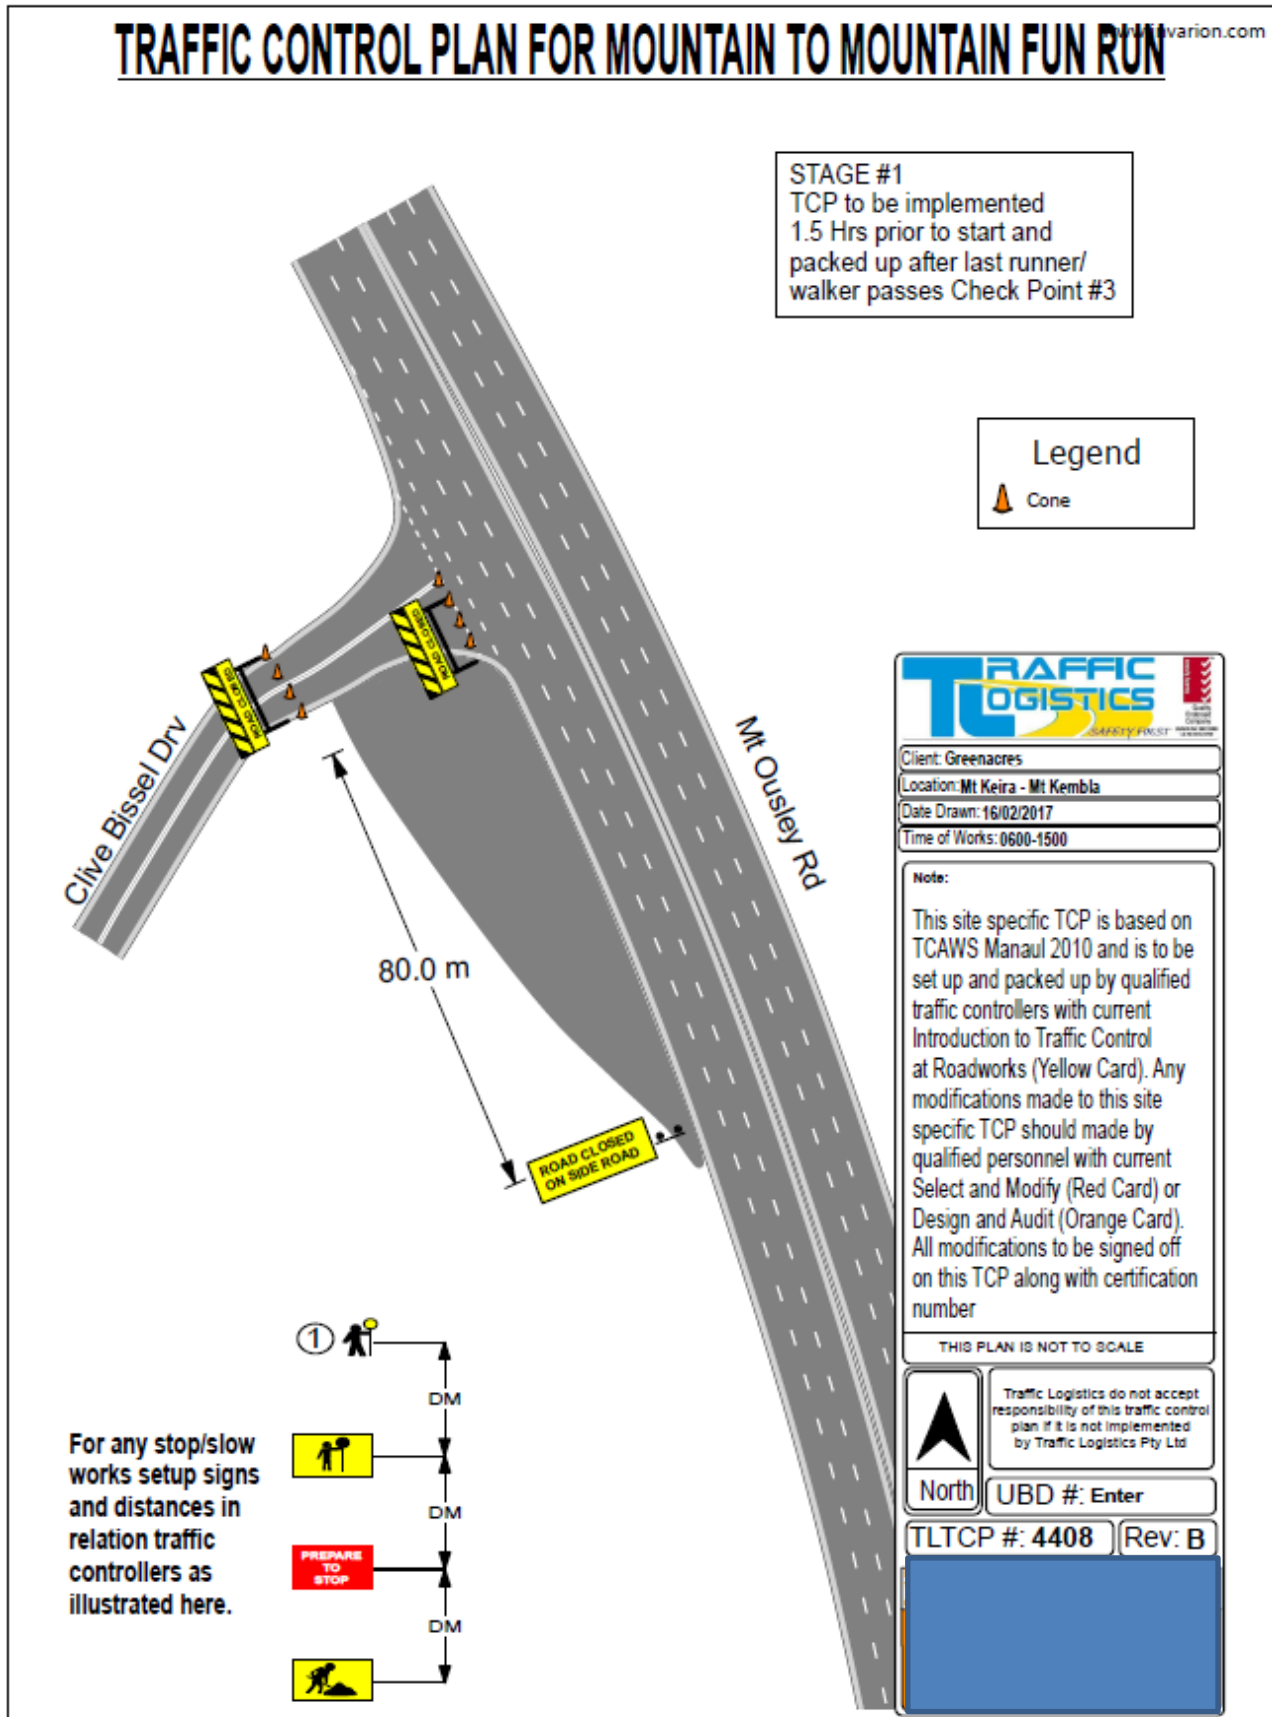 www.invarion.com
TRAFFIC CONTROL PLAN FOR MOUNTAIN TO MOUNTAIN FUN RUN
STAGE #1
TCP to be implemented
1.5 Hrs prior to start and
packed up after last runner/
walker passes Check Point #3
Legend
Cone
ROAD CLOSED
ROAD CLOSED
Clive Bissel Drv
Mt Ousley Rd
80.0 m
ROAD CLOSED
ON SIDE ROAD
TRAFFIC
LOGISTICS
SAFETY FIRST
Client: Greenacres
Location: Mt Keira - Mt Kembla
Date Drawn: 16/02/2017
Time of Works: 0600-1500
Note:
This site specific TCP is based on
TCAWS Manaul 2010 and is to be
set up and packed up by qualified
traffic controllers with current
Introduction to Traffic Control
at Roadworks (Yellow Card). Any
modifications made to this site
specific TCP should made by
qualified personnel with current
Select and Modify (Red Card) or
Design and Audit (Orange Card).
All modifications to be signed off
on this TCP along with certification
number
THIS PLAN IS NOT TO SCALE
North
Traffic Logistics do not accept
responsibility of this traffic control
plan if it is not implemented
by Traffic Logistics Pty Ltd
UBD #: Enter
TLTCP #: 4408
Rev: B
1
DM
DM
DM
PREPARE
TO
STOP
For any stop/slow
works setup signs
and distances in
relation traffic
controllers as
illustrated here.